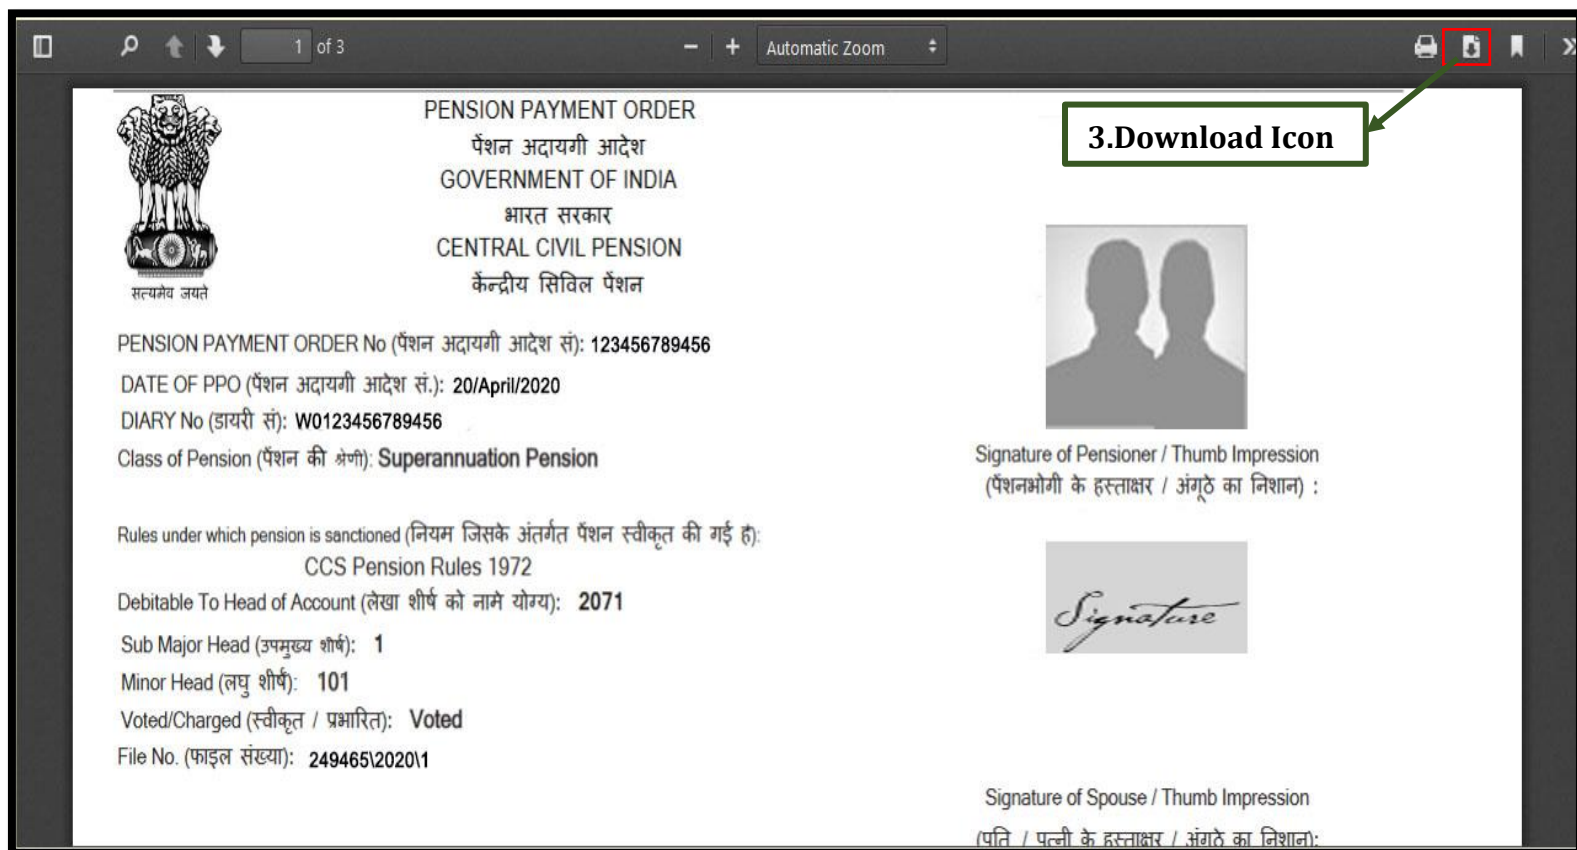 1 of 3
Automatic Zoom
3.Download Icon
PENSION PAYMENT ORDER
पेंशन अदायगी आदेश
GOVERNMENT OF INDIA
भारत सरकार
CENTRAL CIVIL PENSION
केन्द्रीय सिविल पेंशन
सत्यमेव जयते
PENSION PAYMENT ORDER No (पेंशन अदायगी आदेश सं): 123456789456
DATE OF PPO (पेंशन अदायगी आदेश सं.): 20/April/2020
DIARY No (डायरी सं): W0123456789456
Class of Pension (पेंशन की श्रेणी): Superannuation Pension
Signature of Pensioner / Thumb Impression
(पेंशनभोगी के हस्ताक्षर / अंगूठे का निशान) :
Rules under which pension is sanctioned (नियम जिसके अंतर्गत पेंशन स्वीकृत की गई है):
CCS Pension Rules 1972
Debitable To Head of Account (लेखा शीर्ष को नामे योग्य): 2071
Signature
Sub Major Head (उपमुख्य शीर्ष): 1
Minor Head (लघु शीर्ष): 101
Voted/Charged (स्वीकृत / प्रभारित): Voted
File No. (फाइल संख्या): 249465\2020\1
Signature of Spouse / Thumb Impression
(पति / पत्नी के हस्ताक्षर / अंगूठे का निशान):